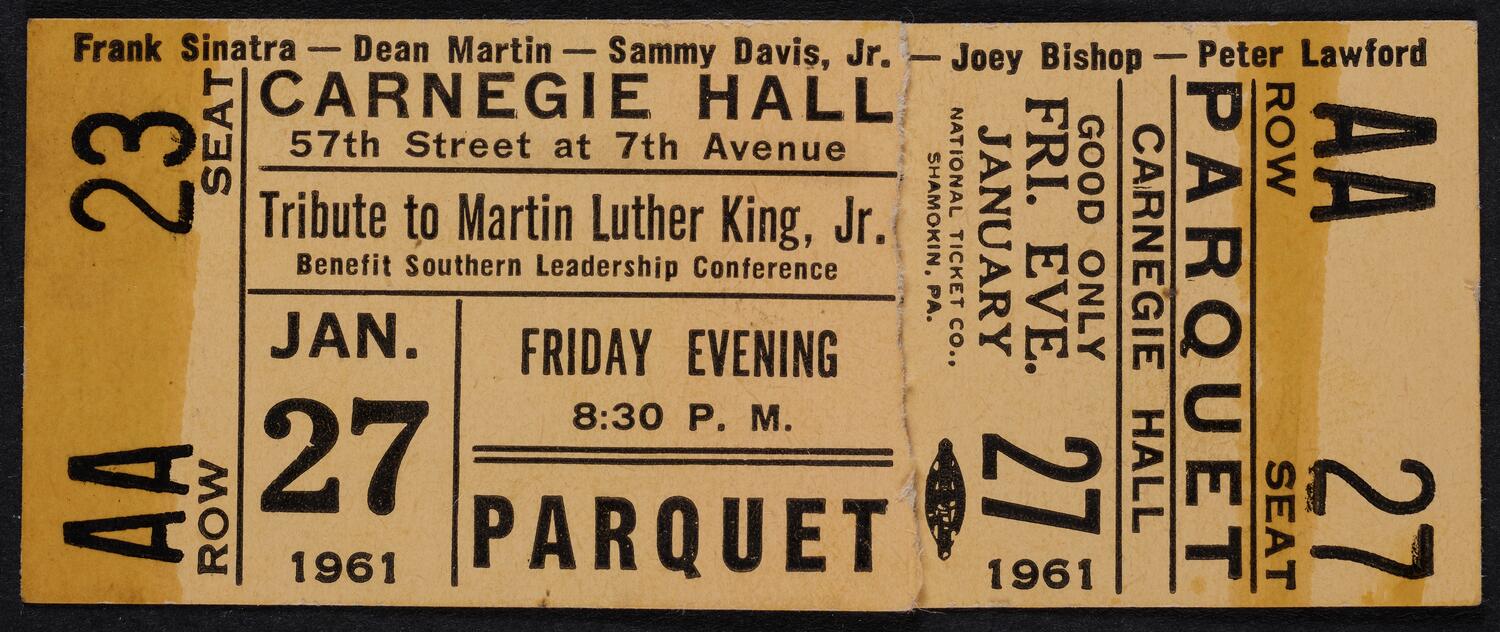 Frank Sinatra — Dean Martin — Sammy Davis, Jr. — Joey Bishop — Peter Lawford
SEAT
23
ROW
AA
CARNEGIE HALL
57th Street at 7th Avenue
Tribute to Martin Luther King, Jr.
Benefit Southern Leadership Conference
JAN.
27
1961
FRIDAY EVENING
8:30 P. M.
PARQUET
GOOD ONLY
FRI. EVE.
JANUARY
27
1961
NATIONAL TICKET CO.,
SHAMOKIN, PA.
CARNEGIE HALL
PARQUET
ROW
AA
SEAT
27